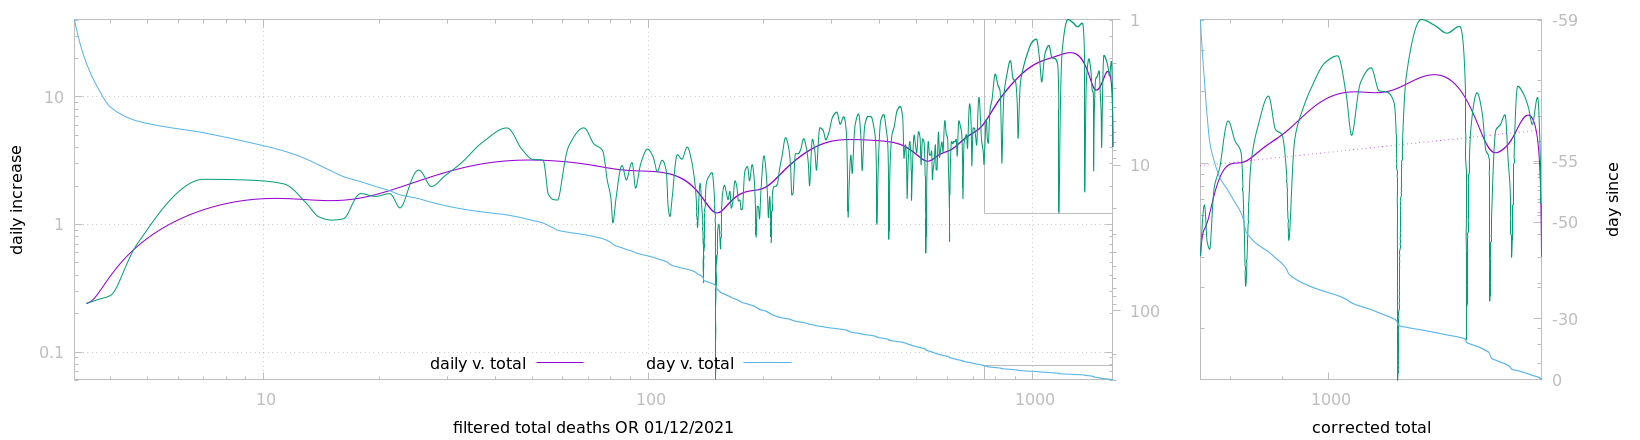 daily increase
10
1
0.1
daily v. total
day v. total
10
100
1000
filtered total deaths OR 01/12/2021
1
10
100
1000
corrected total
-59
-55
-50
-30
0
day since